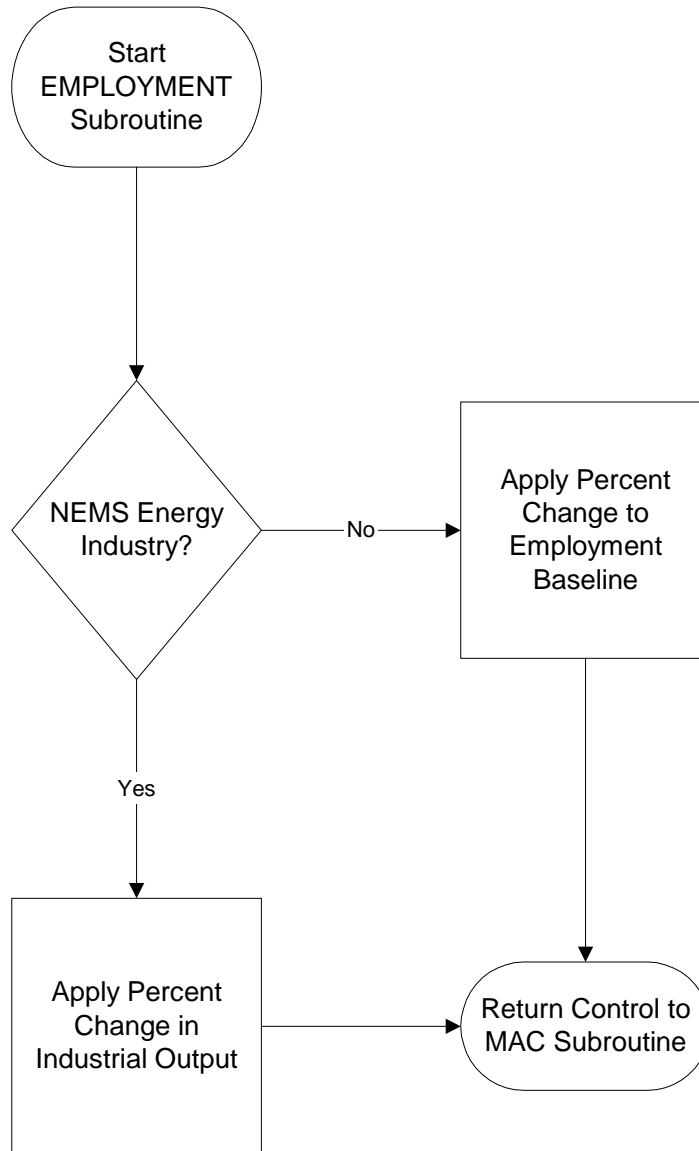 Start
EMPLOYMENT
Subroutine
NEMS Energy
Industry?
No
Apply Percent
Change to
Employment
Baseline
Yes
Apply Percent
Change in
Industrial Output
Return Control to
MAC Subroutine